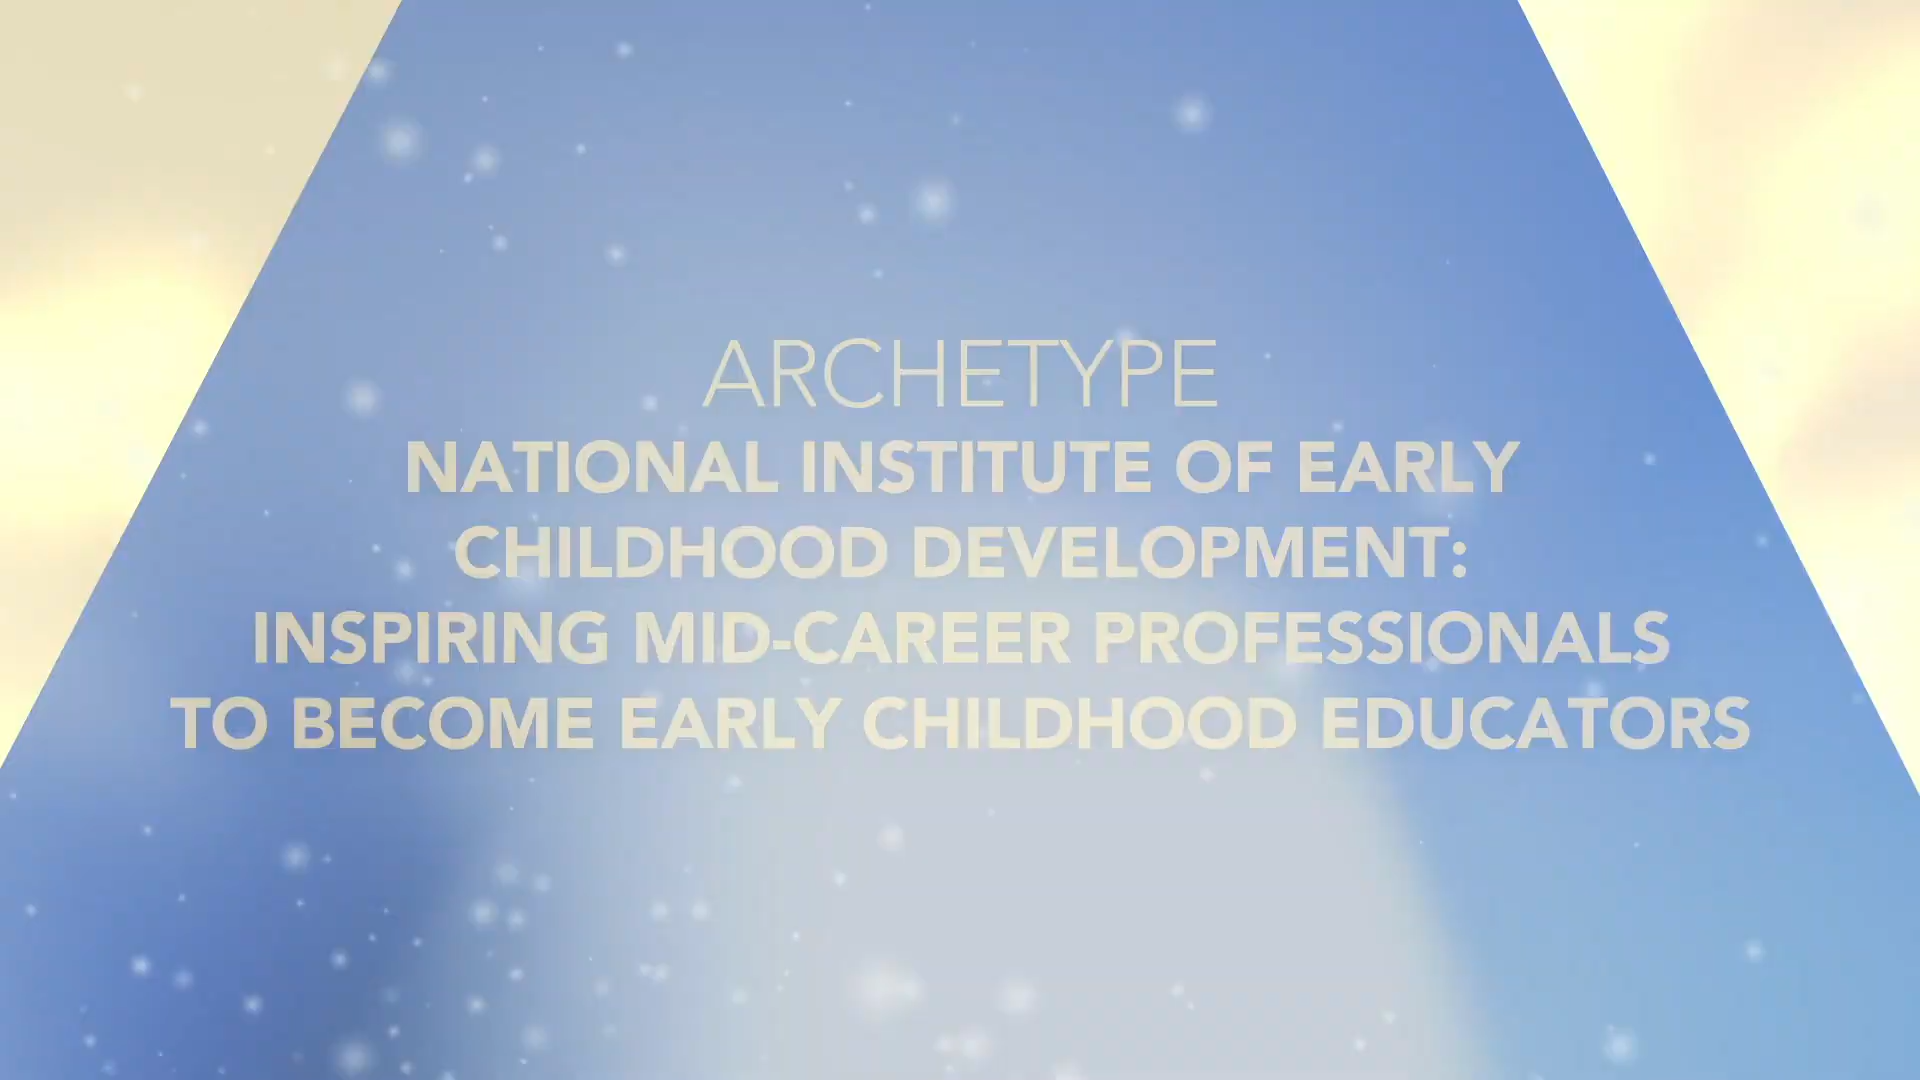 ARCHETYPE
NATIONAL INSTITUTE OF EARLY
CHILDHOOD DEVELOPMENT:
INSPIRING MID-CAREER PROFESSIONALS
TO BECOME EARLY CHILDHOOD EDUCATORS